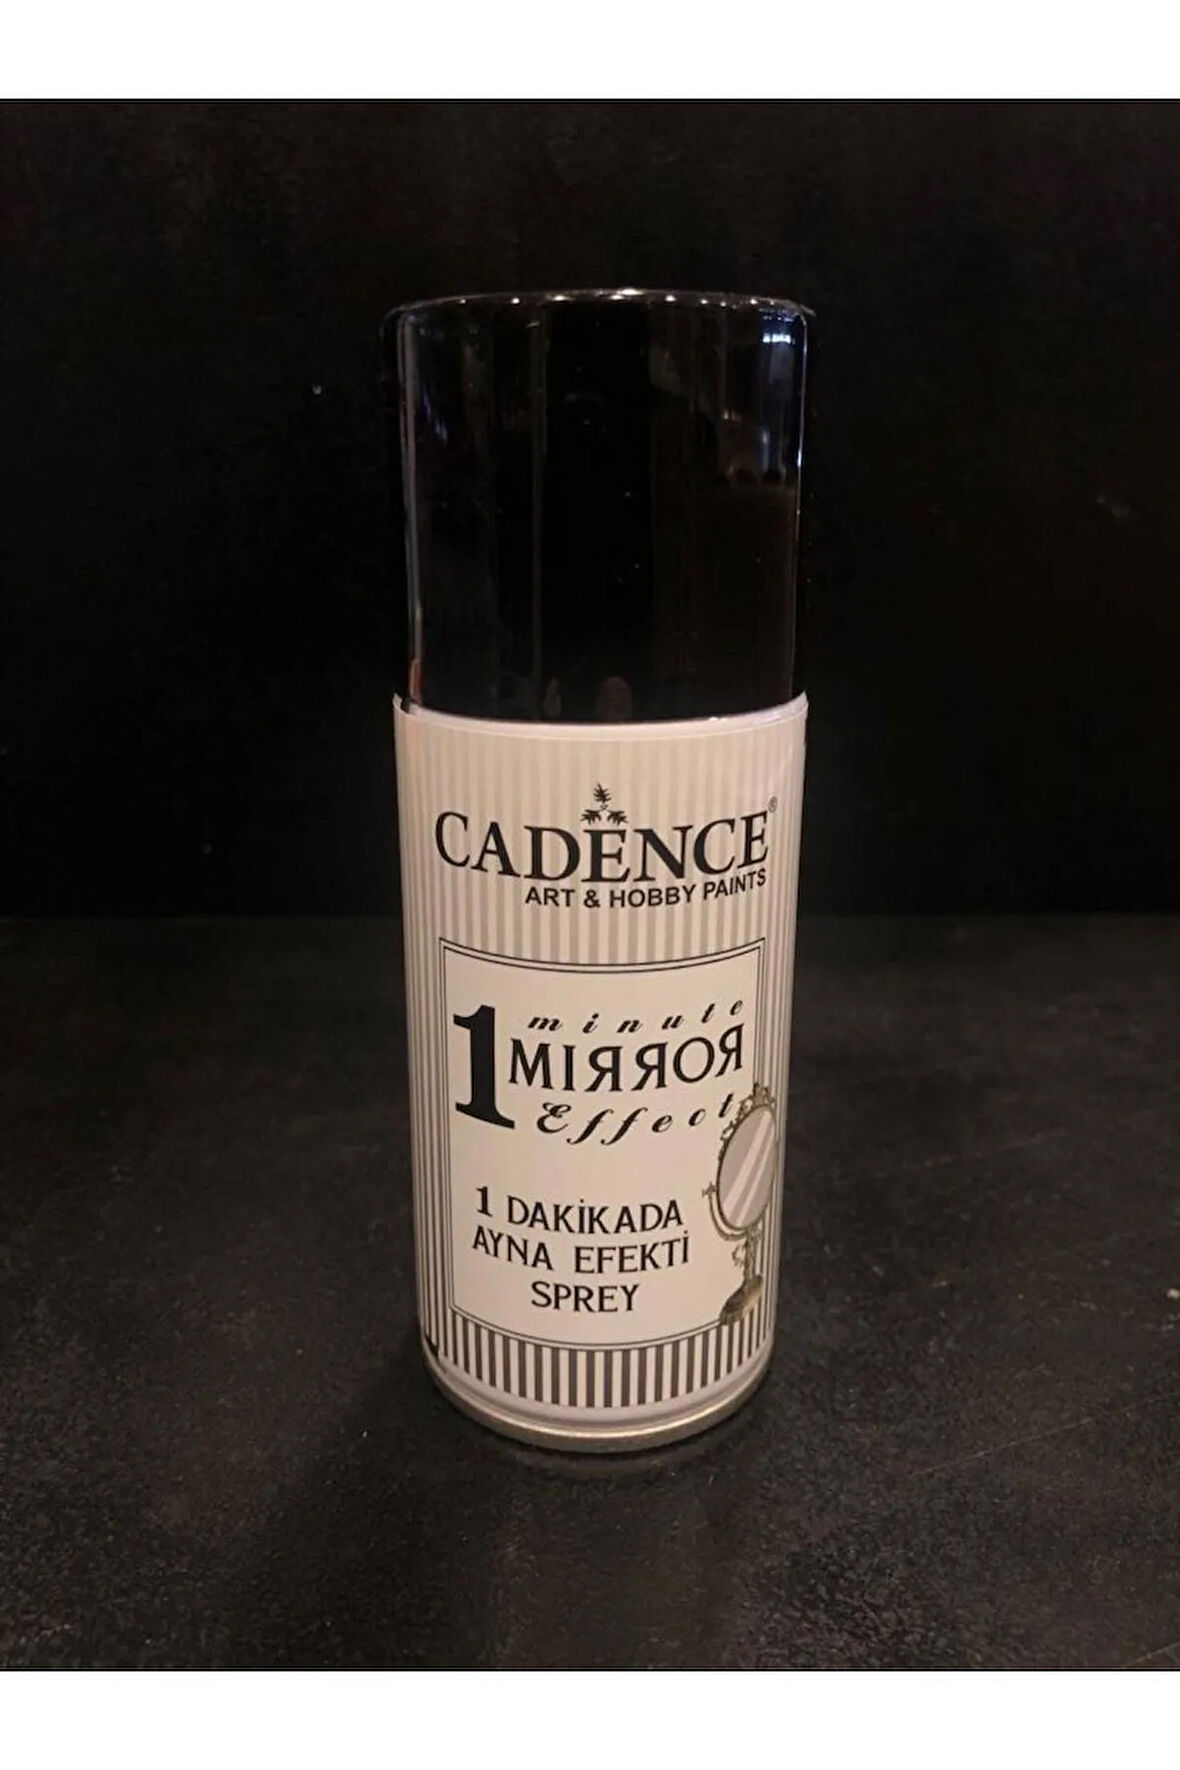 CADENCE®
ART & HOBBY PAINTS
1 minute
MIRROR
Effect
1 DAKİKADA
AYNA EFEKTİ
SPREY